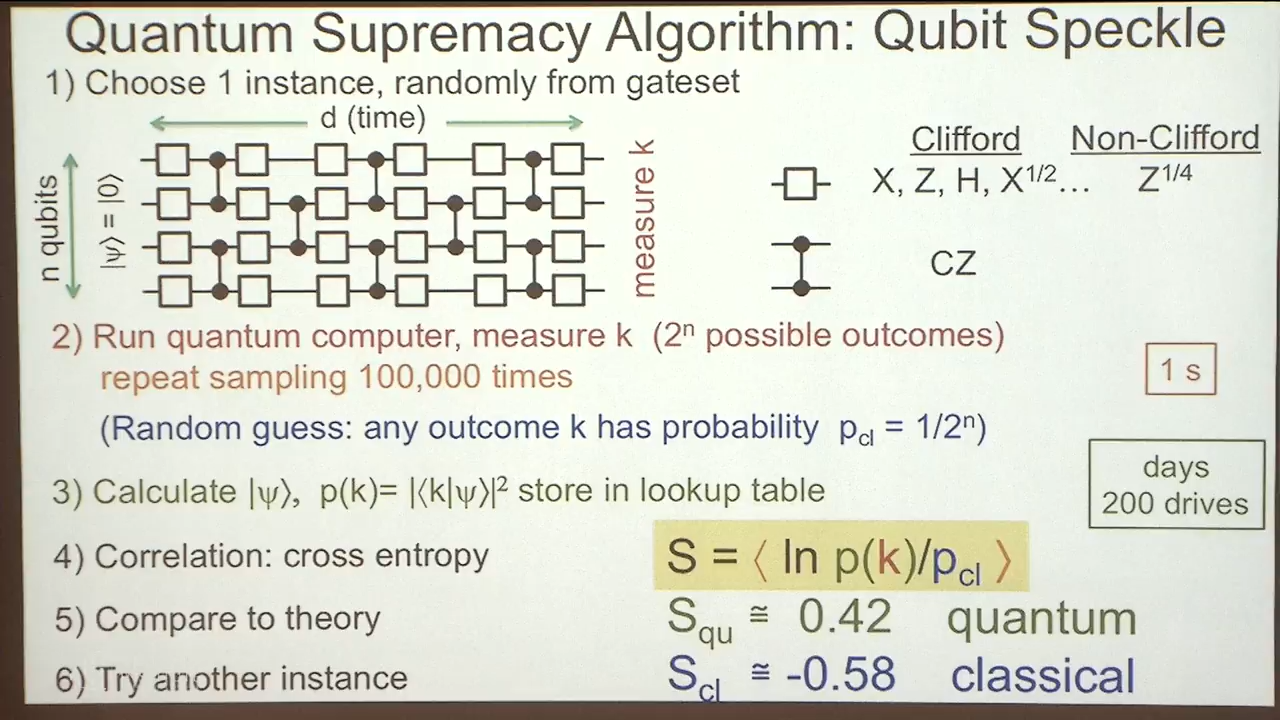 Quantum Supremacy Algorithm: Qubit Speckle
1) Choose 1 instance, randomly from gateset
d (time)
n qubits
|ψ⟩ = |0⟩
measure k
Clifford Non-Clifford
X, Z, H, X^1/2… Z^1/4
CZ
2) Run quantum computer, measure k (2ⁿ possible outcomes)
repeat sampling 100,000 times
1 s
(Random guess: any outcome k has probability p_cl = 1/2ⁿ)
3) Calculate |ψ⟩, p(k)= |⟨k|ψ⟩|² store in lookup table
days
200 drives
4) Correlation: cross entropy S = ⟨ ln p(k)/p_cl ⟩
5) Compare to theory S_qu ≅ 0.42 quantum
6) Try another instance S_cl ≅ -0.58 classical